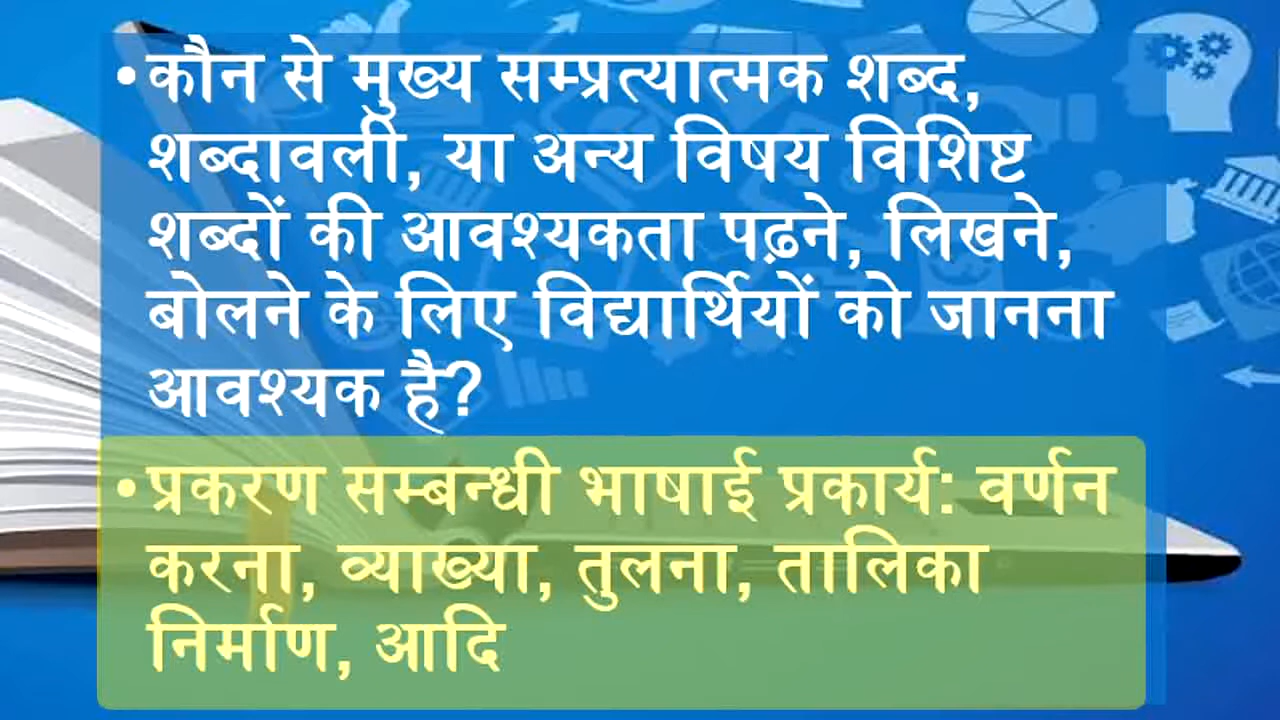 • कौन से मुख्य सम्प्रत्यात्मक शब्द,
शब्दावली, या अन्य विषय विशिष्ट
शब्दों की आवश्यकता पढ़ने, लिखने,
बोलने के लिए विद्यार्थियों को जानना
आवश्यक है?
• प्रकरण सम्बन्धी भाषाई प्रकार्य: वर्णन
करना, व्याख्या, तुलना, तालिका
निर्माण, आदि